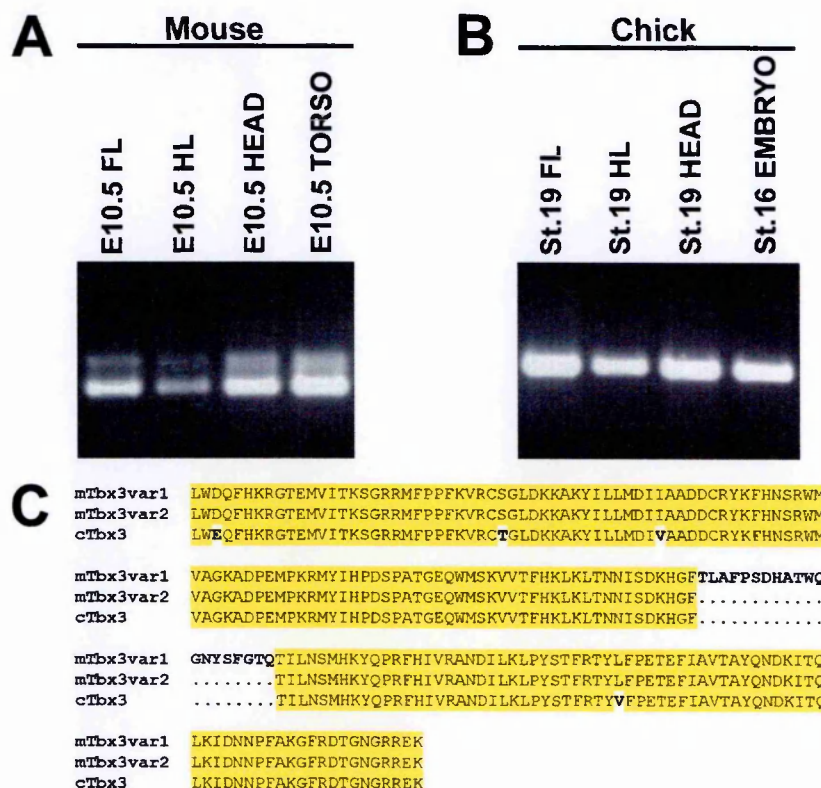 A
Mouse
E10.5 FL
E10.5 HL
E10.5 HEAD
E10.5 TORSO
B
Chick
St.19 FL
St.19 HL
St.19 HEAD
St.16 EMBRYO
C
mTbx3var1 LWDQFHKRGTEMVITKSGRRMFPPFKVRCSGLDKKAKYILLMDIIAADDCRYKFHNSRWM
mTbx3var2 LWDQFHKRGTEMVITKSGRRMFPPFKVRCSGLDKKAKYILLMDIIAADDCRYKFHNSRWM
cTbx3 LWEQFHKRGTEMVITKSGRRMFPPFKVRCTGLDKKAKYILLMDIVAADDCRYKFHNSRWM
mTbx3var1 VAGKADPEMPKRMYIHPDSPATGEQWMSKVVTFHKLKLTNNISDKHGFTLAFPSDHATWQ
mTbx3var2 VAGKADPEMPKRMYIHPDSPATGEQWMSKVVTFHKLKLTNNISDKHGF............
cTbx3 VAGKADPEMPKRMYIHPDSPATGEQWMSKVVTFHKLKLTNNISDKHGF............
mTbx3var1 GNYSFGTQTILNSMHKYQPRFHIVRANDILKLPYSTFRTYLFPETEFIAVTAYQNDKITQ
mTbx3var2 ........TILNSMHKYQPRFHIVRANDILKLPYSTFRTYLFPETEFIAVTAYQNDKITQ
cTbx3 ........TILNSMHKYQPRFHIVRANDILKLPYSTFRTYVFPETEFIAVTAYQNDKITQ
mTbx3var1 LKIDNNPFAKGFRDTGNGRREK
mTbx3var2 LKIDNNPFAKGFRDTGNGRREK
cTbx3 LKIDNNPFAKGFRDTGNGRREK